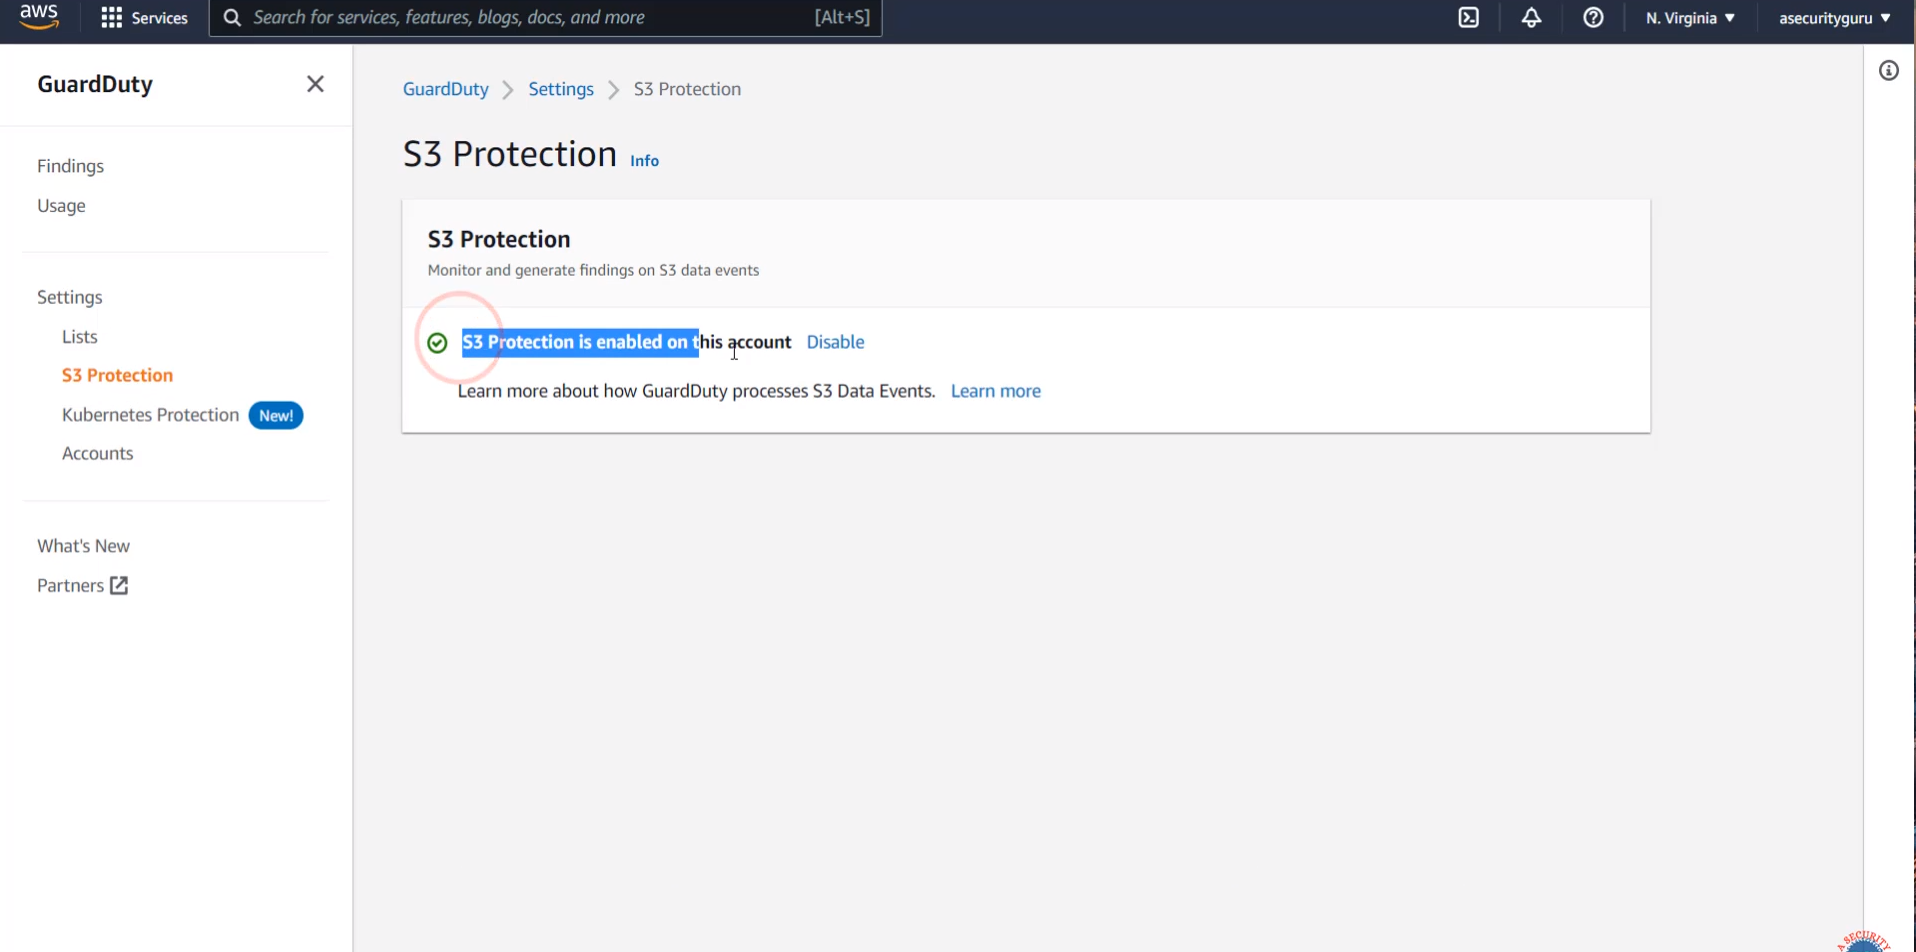 aws
Services
Search for services, features, blogs, docs, and more
[Alt+S]
N. Virginia
asecurityguru
GuardDuty
Findings
Usage
Settings
Lists
S3 Protection
Kubernetes Protection New!
Accounts
What's New
Partners
GuardDuty > Settings > S3 Protection
S3 Protection Info
S3 Protection
Monitor and generate findings on S3 data events
S3 Protection is enabled on this account Disable
Learn more about how GuardDuty processes S3 Data Events. Learn more
A SECURITY